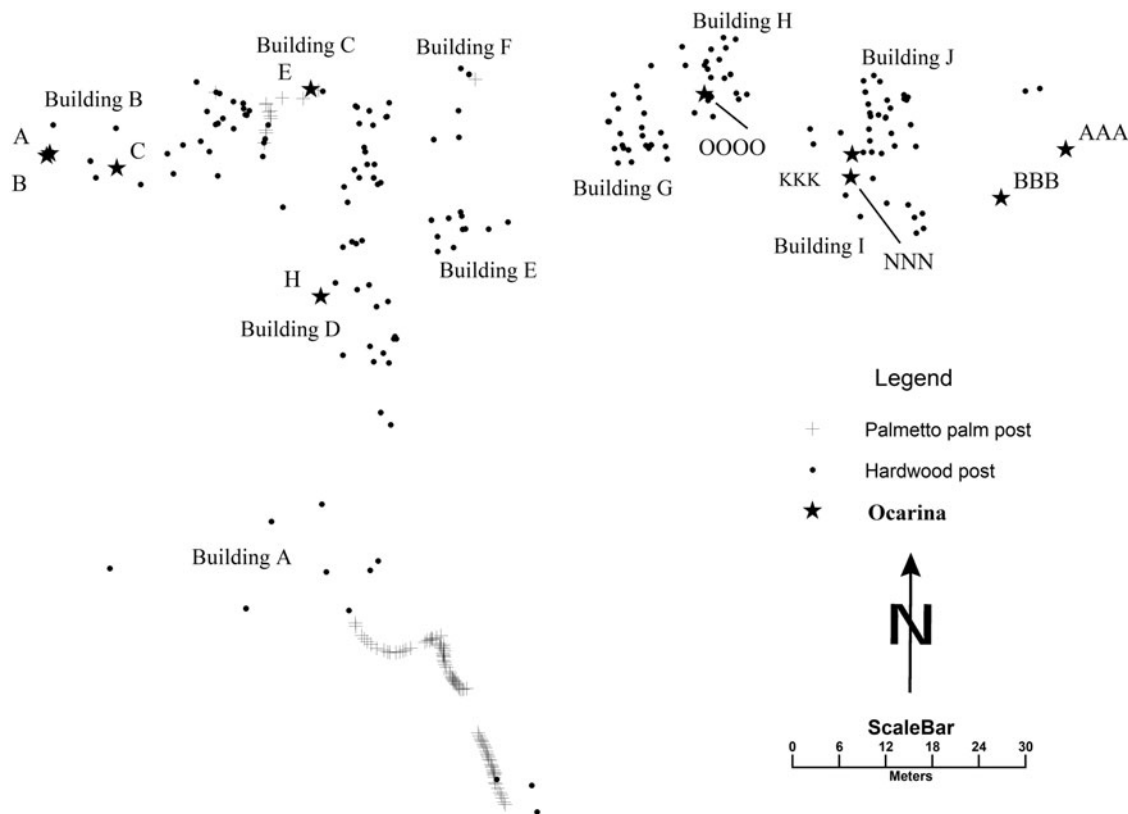 Building H
Building C
Building F
E
Building J
Building B
A
C
OOOO
AAA
B
KKK
BBB
Building G
Building I
NNN
Building E
H
Building D
Legend
Palmetto palm post
Hardwood post
Ocarina
Building A
N
ScaleBar
0 6 12 18 24 30
Meters